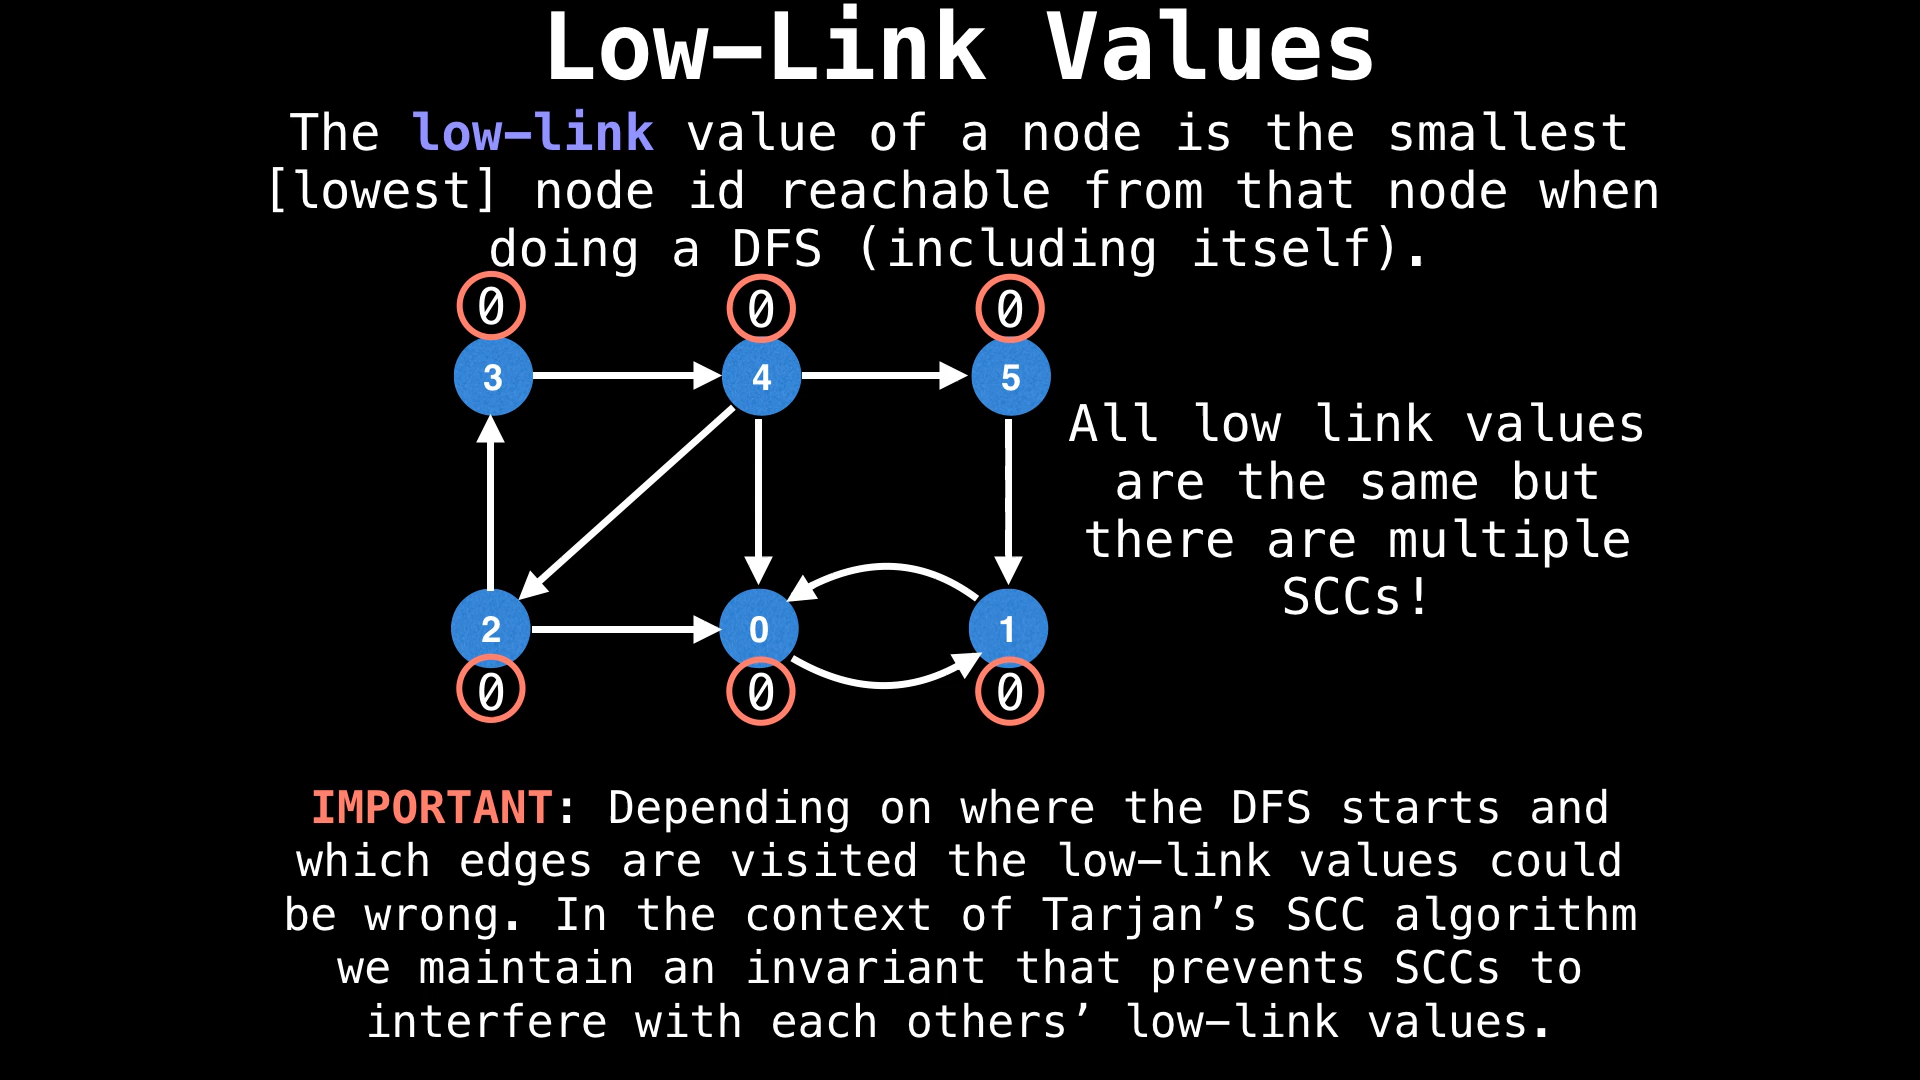 Low-Link Values
The low-link value of a node is the smallest
[lowest] node id reachable from that node when
doing a DFS (including itself).
0 0 0
3 4 5
All low link values
are the same but
there are multiple
SCCs!
2 0 1
0 0 0
IMPORTANT: Depending on where the DFS starts and
which edges are visited the low-link values could
be wrong. In the context of Tarjan’s SCC algorithm
we maintain an invariant that prevents SCCs to
interfere with each others’ low-link values.